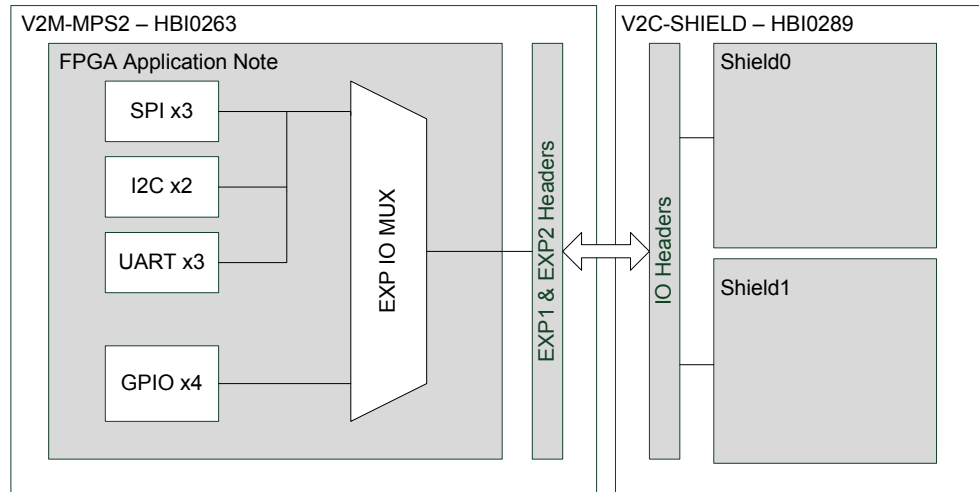 V2M-MPS2 – HBI0263
V2C-SHIELD – HBI0289
FPGA Application Note
Shield0
SPI x3
I2C x2
UART x3
EXP IO MUX
EXP1 & EXP2 Headers
IO Headers
Shield1
GPIO x4